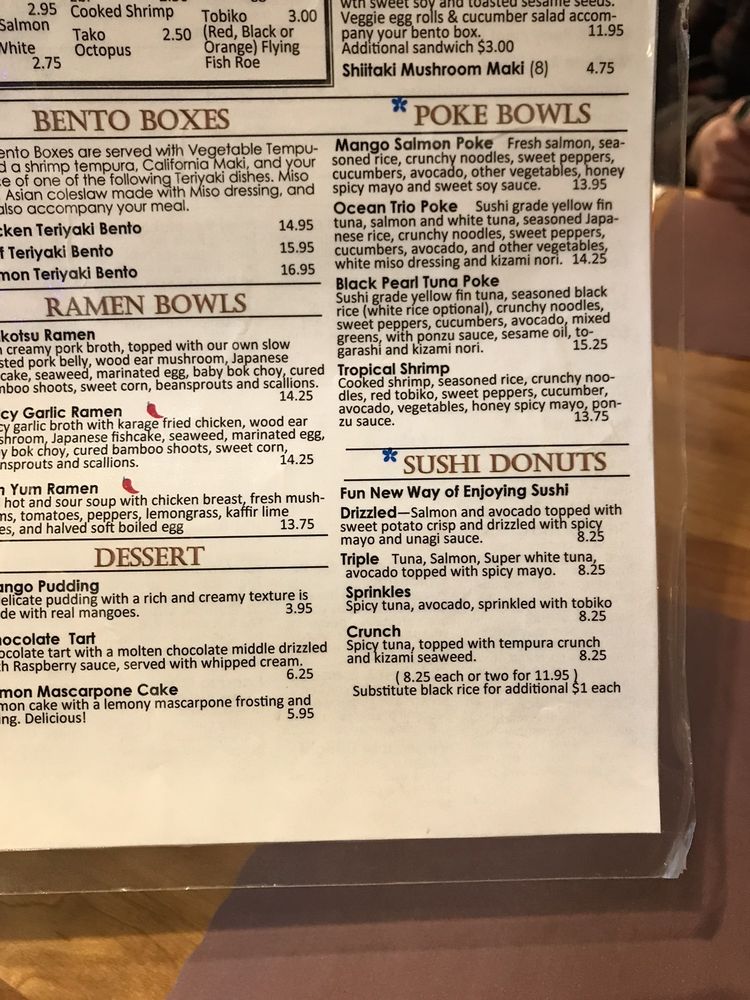 2.95
Salmon
White
2.75
Cooked Shrimp
Tako 2.50
Octopus
Tobiko 3.00
(Red, Black or
Orange) Flying
Fish Roe
with sweet soy and toasted sesame seeds.
Veggie egg rolls & cucumber salad accom-
pany your bento box. 11.95
Additional sandwich $3.00
Shiitaki Mushroom Maki (8) 4.75
BENTO BOXES
ento Boxes are served with Vegetable Tempu-
d a shrimp tempura, California Maki, and your
e of one of the following Teriyaki dishes. Miso
Asian coleslaw made with Miso dressing, and
also accompany your meal.
cken Teriyaki Bento 14.95
f Teriyaki Bento 15.95
mon Teriyaki Bento 16.95
RAMEN BOWLS
kotsu Ramen
creamy pork broth, topped with our own slow
sted pork belly, wood ear mushroom, Japanese
cake, seaweed, marinated egg, baby bok choy, cured
mboo shoots, sweet corn, beansprouts and scallions.
14.25
cy Garlic Ramen
cy garlic broth with karage fried chicken, wood ear
shroom, Japanese fishcake, seaweed, marinated egg,
y bok choy, cured bamboo shoots, sweet corn,
nsprouts and scallions. 14.25
Yum Ramen
hot and sour soup with chicken breast, fresh mush-
ms, tomatoes, peppers, lemongrass, kaffir lime
es, and halved soft boiled egg 13.75
DESSERT
ango Pudding
elicate pudding with a rich and creamy texture is
de with real mangoes. 3.95
hocolate Tart
ocolate tart with a molten chocolate middle drizzled
th Raspberry sauce, served with whipped cream.
6.25
mon Mascarpone Cake
mon cake with a lemony mascarpone frosting and
ing. Delicious! 5.95
* POKE BOWLS
Mango Salmon Poke Fresh salmon, sea-
soned rice, crunchy noodles, sweet peppers,
cucumbers, avocado, other vegetables, honey
spicy mayo and sweet soy sauce. 13.95
Ocean Trio Poke Sushi grade yellow fin
tuna, salmon and white tuna, seasoned Japa-
nese rice, crunchy noodles, sweet peppers,
cucumbers, avocado, and other vegetables,
white miso dressing and kizami nori. 14.25
Black Pearl Tuna Poke
Sushi grade yellow fin tuna, seasoned black
rice (white rice optional), crunchy noodles,
sweet peppers, cucumbers, avocado, mixed
greens, with ponzu sauce, sesame oil, to-
garashi and kizami nori. 15.25
Tropical Shrimp
Cooked shrimp, seasoned rice, crunchy noo-
dles, red tobiko, sweet peppers, cucumber,
avocado, vegetables, honey spicy mayo, pon-
zu sauce. 13.75
* SUSHI DONUTS
Fun New Way of Enjoying Sushi
Drizzled—Salmon and avocado topped with
sweet potato crisp and drizzled with spicy
mayo and unagi sauce. 8.25
Triple Tuna, Salmon, Super white tuna,
avocado topped with spicy mayo. 8.25
Sprinkles
Spicy tuna, avocado, sprinkled with tobiko
8.25
Crunch
Spicy tuna, topped with tempura crunch
and kizami seaweed. 8.25
( 8.25 each or two for 11.95 )
Substitute black rice for additional $1 each